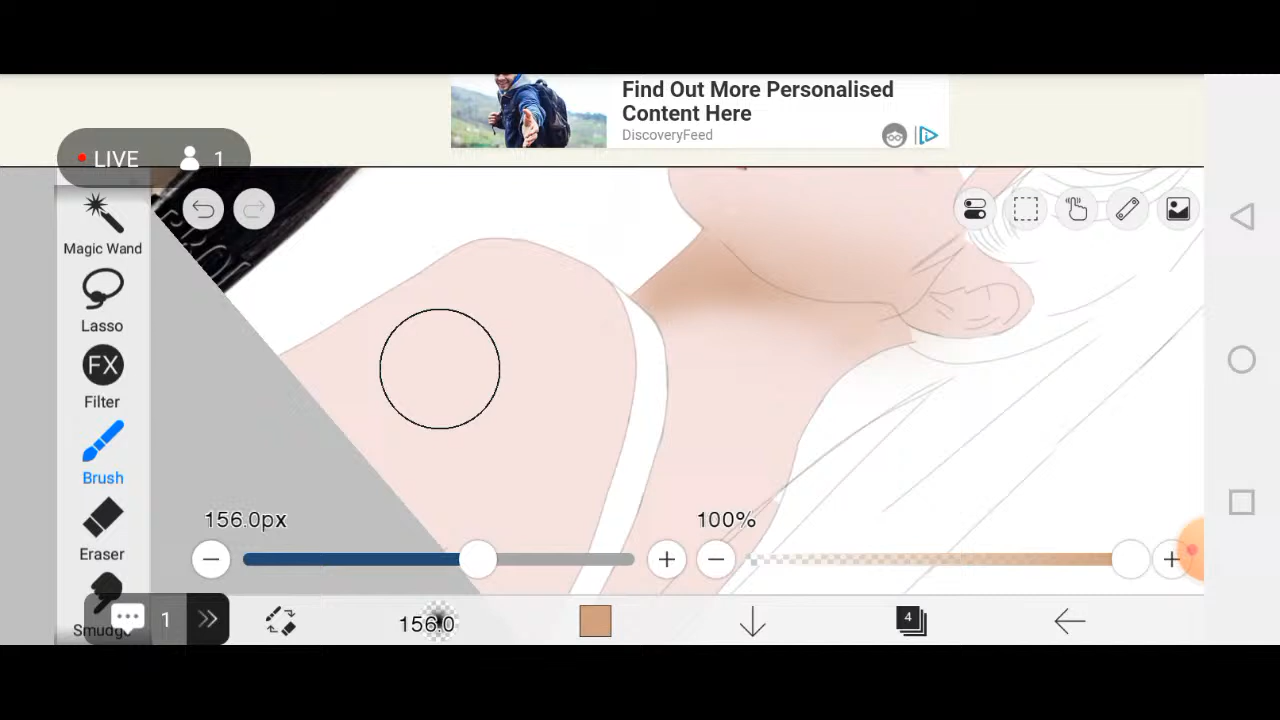 Find Out More Personalised
Content Here
DiscoveryFeed
LIVE 1
Magic Wand
Lasso
FX
Filter
Brush
156.0px
100%
Eraser
Smudge
1
156.0
4